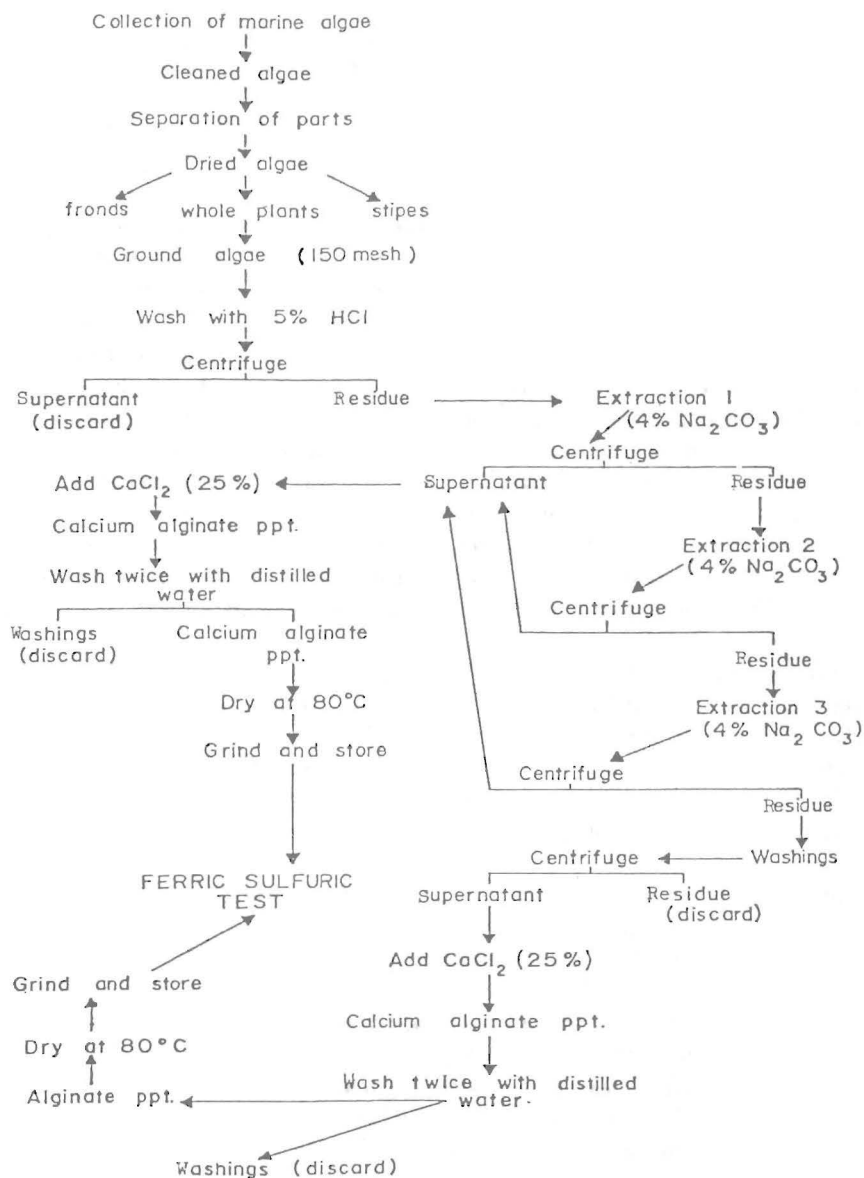 Collection of marine algae
Cleaned algae
Separation of parts
Dried algae
fronds whole plants stipes
Ground algae (150 mesh)
Wash with 5% HCl
Centrifuge
Supernatant
(discard)
Residue
Extraction 1
(4% Na₂CO₃)
Centrifuge
Supernatant
Residue
Extraction 2
(4% Na₂CO₃)
Centrifuge
Residue
Extraction 3
(4% Na₂ CO₃)
Centrifuge
Residue
Washings
Centrifuge
Supernatant
Residue
(discard)
Add CaCl₂ (25%)
Calcium alginate ppt.
Wash twice with distilled
water.
Washings (discard)
Alginate ppt.
Dry at 80°C
Grind and store
Add CaCl₂ (25%)
Calcium alginate ppt.
Wash twice with distilled
water
Washings
(discard)
Calcium alginate
ppt.
Dry at 80°C
Grind and store
FERRIC SULFURIC
TEST